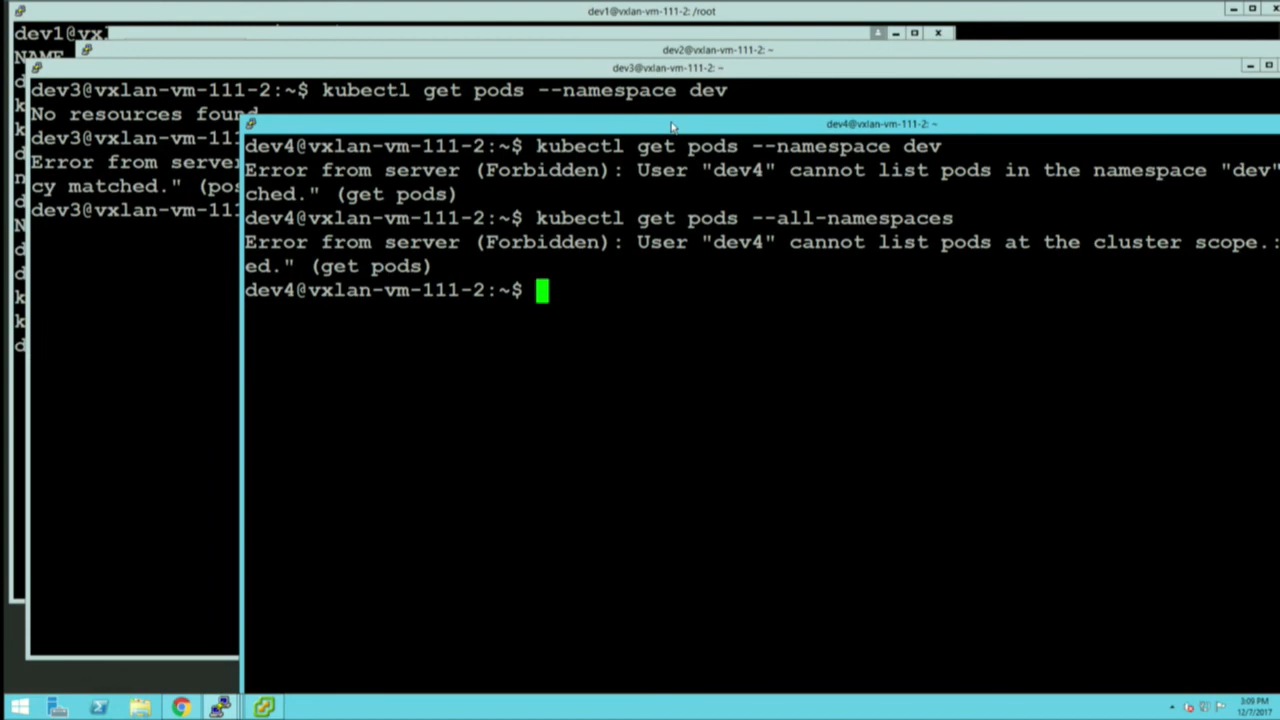 dev1@vxlan-vm-111-2: /root
dev1@vx
dev2@vxlan-vm-111-2: ~
NAME
dev3@vxlan-vm-111-2: ~
dev3@vxlan-vm-111-2:~$ kubectl get pods --namespace dev
No resources found
dev4@vxlan-vm-111-2: ~
dev3@vxlan-vm-111
dev4@vxlan-vm-111-2:~$ kubectl get pods --namespace dev
Error from serve
Error from server (Forbidden): User "dev4" cannot list pods in the namespace "dev"
cy matched." (pos
ched." (get pods)
dev3@vxlan-vm-111
dev4@vxlan-vm-111-2:~$ kubectl get pods --all-namespaces
Error from server (Forbidden): User "dev4" cannot list pods at the cluster scope.:
ed." (get pods)
dev4@vxlan-vm-111-2:~$
3:09 PM
12/7/2017